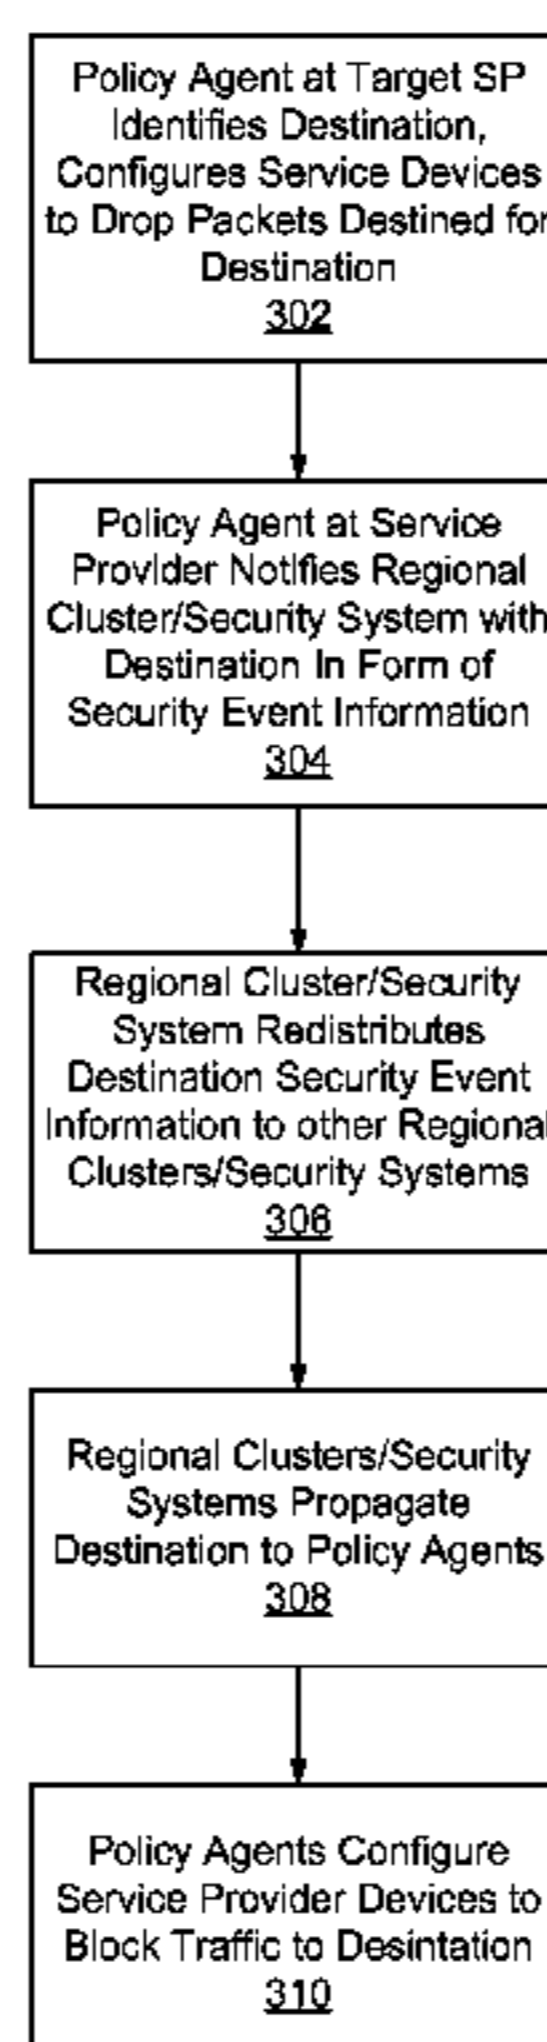 Policy Agent at Target SP
Identifies Destination,
Configures Service Devices
to Drop Packets Destined for
Destination
302
Policy Agent at Service
Provider Notifies Regional
Cluster/Security System with
Destination In Form of
Security Event Information
304
Regional Cluster/Security
System Redistributes
Destination Security Event
Information to other Regional
Clusters/Security Systems
306
Regional Clusters/Security
Systems Propagate
Destination to Policy Agents
308
Policy Agents Configure
Service Provider Devices to
Block Traffic to Desintation
310